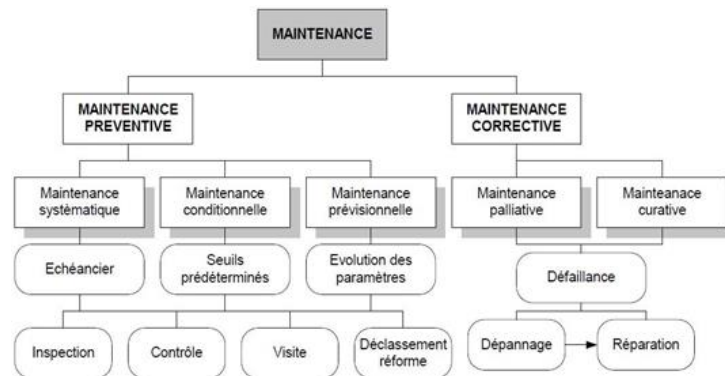 MAINTENANCE
MAINTENANCE
PREVENTIVE
MAINTENANCE
CORRECTIVE
Maintenance
systèmatique
Maintenance
conditionnelle
Maintenance
prévisionnelle
Maintenance
palliative
Mainteanace
curative
Echéancier
Seuils
prédéterminés
Evolution des
paramètres
Défaillance
Inspection
Contrôle
Visite
Déclassement
réforme
Dépannage
Réparation